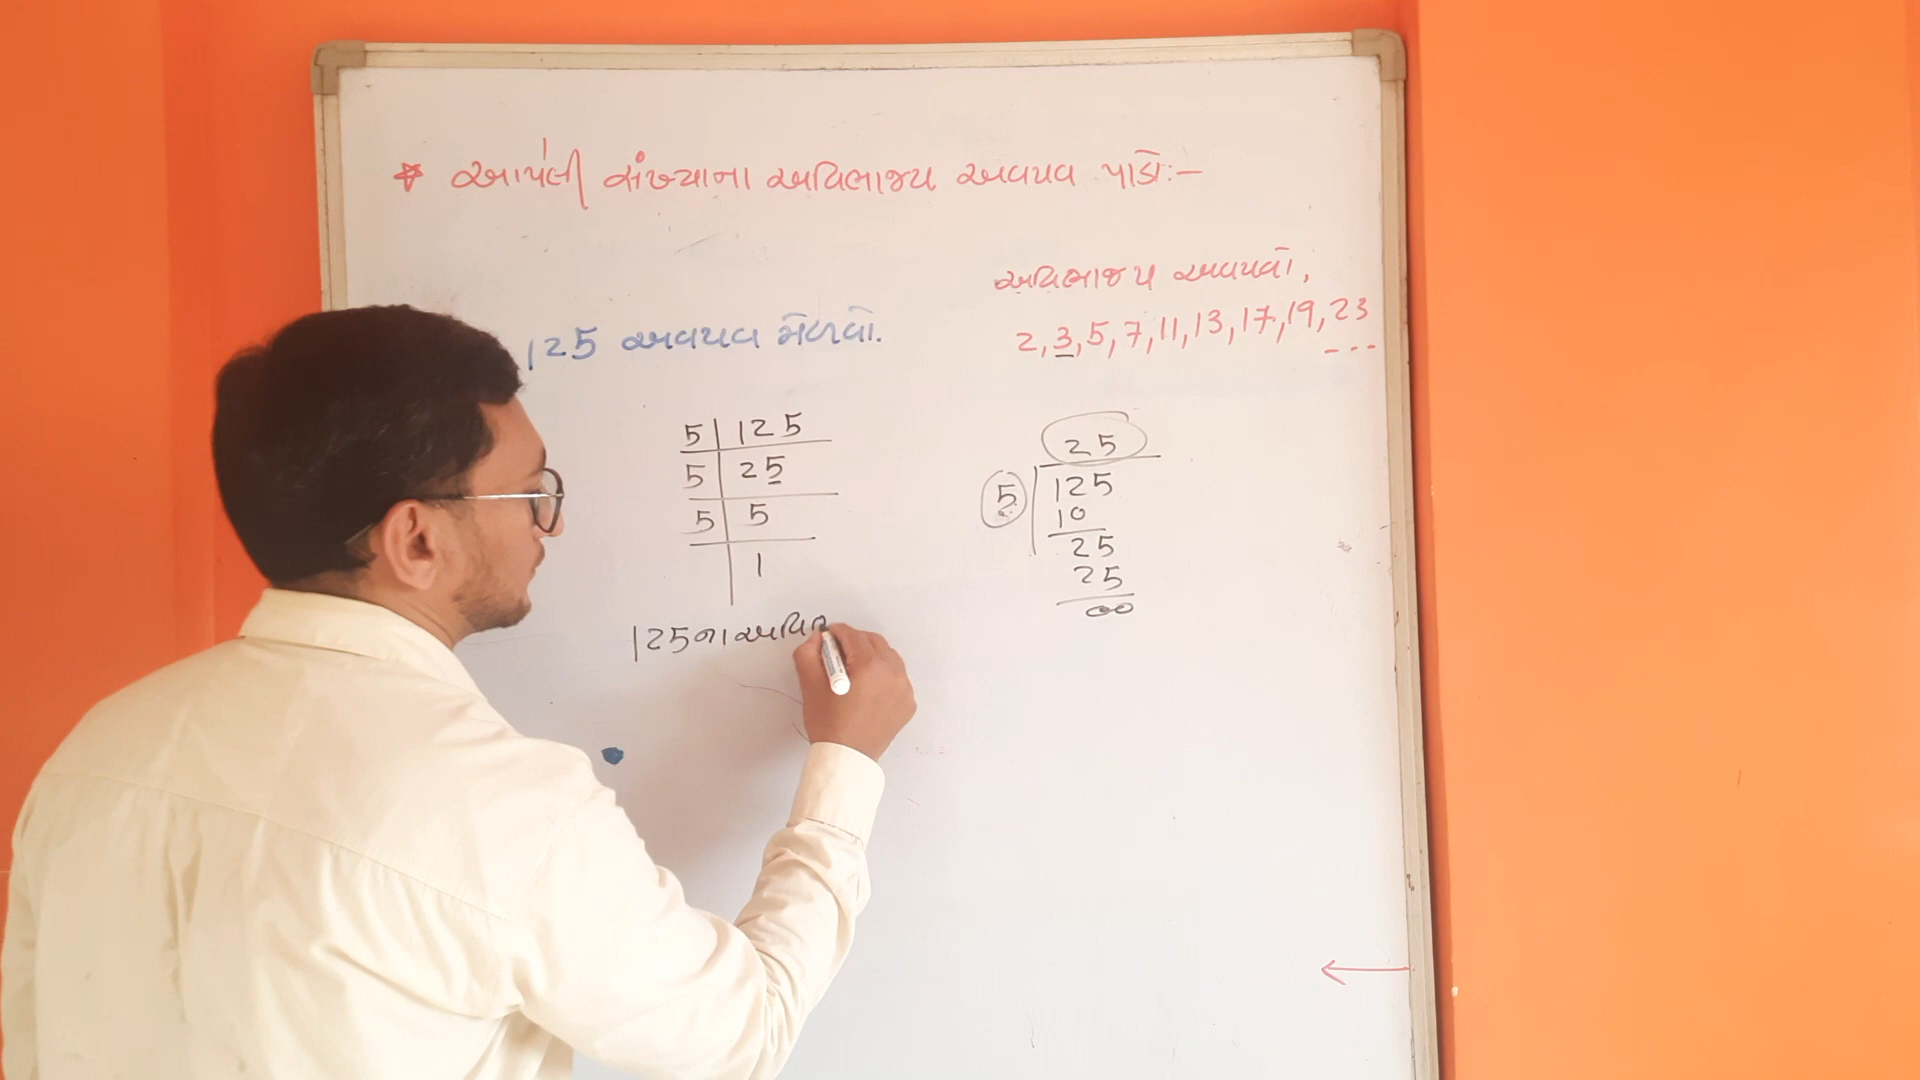 * આપેલી સંખ્યાના અવિભાજ્ય અવયવ પાડો:-
અવિભાજ્ય અવયવો,
2, 3, 5, 7, 11, 13, 17, 19, 23
---
125 અવયવ મેળવો.
5 | 125
5 | 25
5 | 5
1
125ના અવિભ
25
5 | 125
10
25
25
00